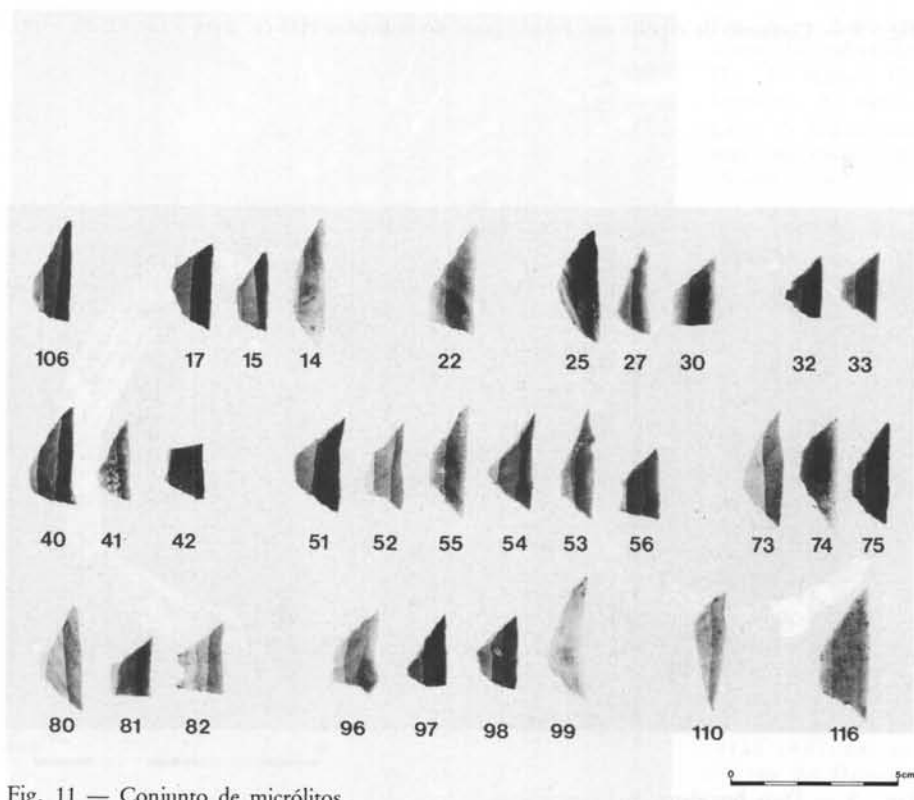 106 17 15 14 22 25 27 30 32 33
40 41 42 51 52 55 54 53 56 73 74 75
80 81 82 96 97 98 99 110 116
0 5cm
Fig. 11 — Conjunto de micrólitos